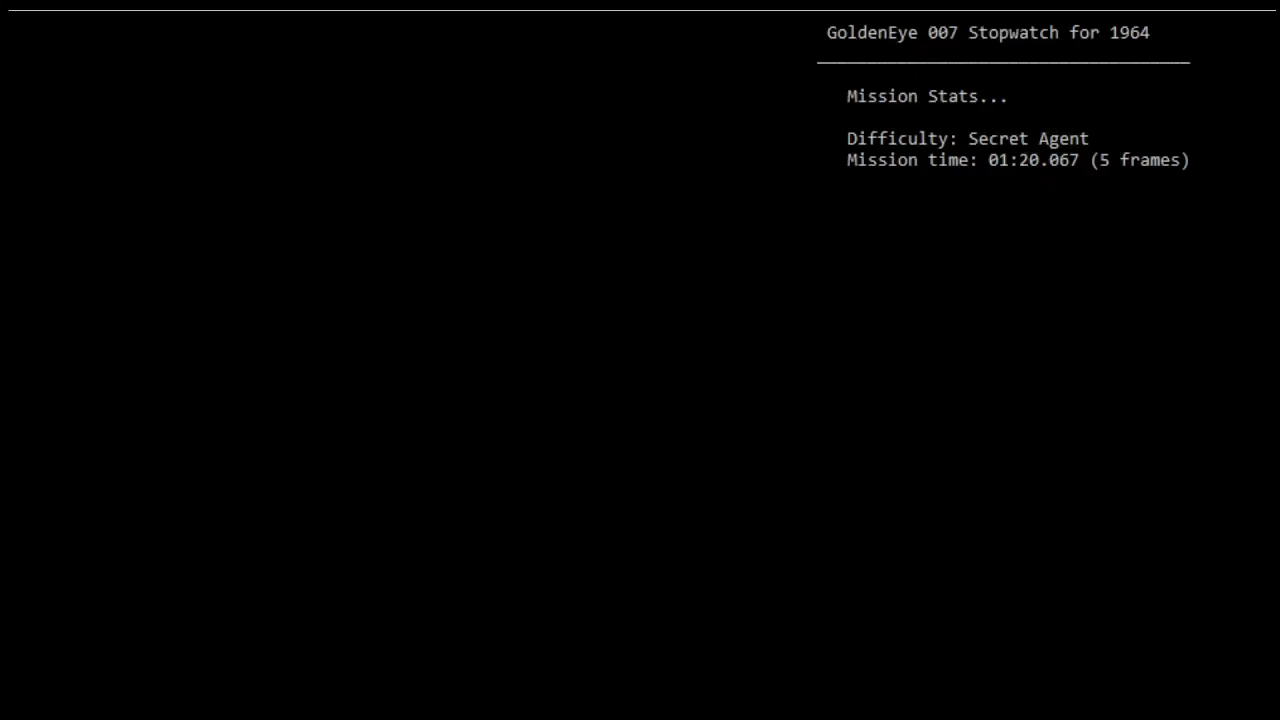 GoldenEye 007 Stopwatch for 1964
Mission Stats...
Difficulty: Secret Agent
Mission time: 01:20.067 (5 frames)